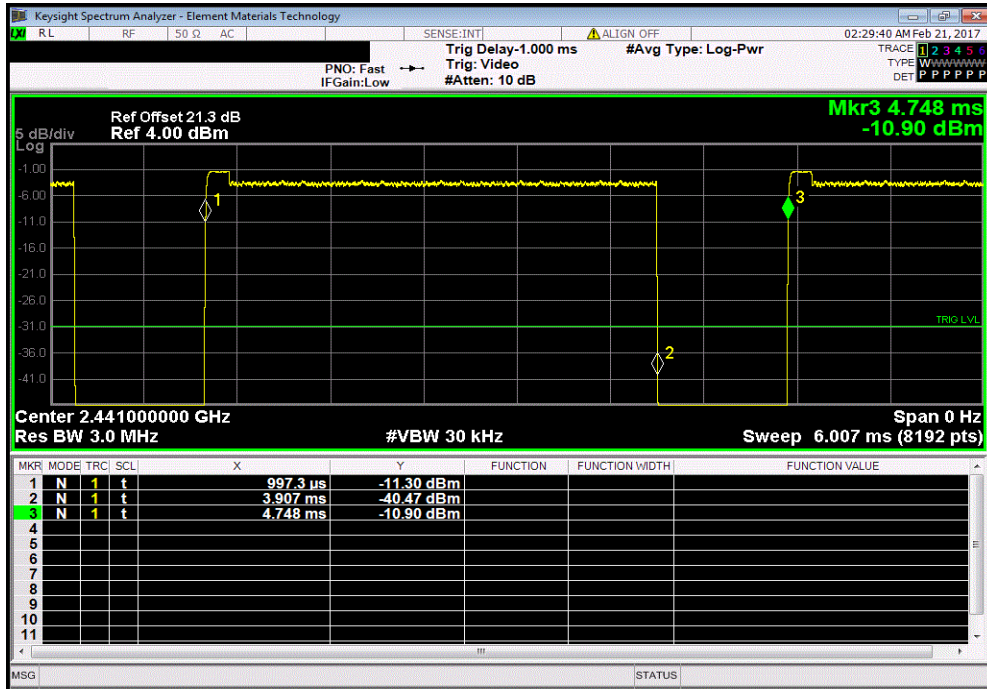 Keysight Spectrum Analyzer - Element Materials Technology
LXI RL RF 50 Ω AC SENSE:INT ALIGN OFF 02:29:40 AM Feb 21, 2017
Trig Delay-1.000 ms #Avg Type: Log-Pwr TRACE 1 2 3 4 5 6
PNO: Fast Trig: Video TYPE WWWWWW
IFGain:Low #Atten: 10 dB DET P P P P P P
Mkr3 4.748 ms
-10.90 dBm
Ref Offset 21.3 dB
5 dB/div Ref 4.00 dBm
Log
-1.00
-6.00
-11.0
-16.0
-21.0
-26.0
-31.0
-36.0
-41.0
1
2
3
TRIG LVL
Center 2.441000000 GHz Span 0 Hz
Res BW 3.0 MHz #VBW 30 kHz Sweep 6.007 ms (8192 pts)
MKR MODE TRC SCL X Y FUNCTION FUNCTION WIDTH FUNCTION VALUE
1 N 1 t 997.3 µs -11.30 dBm
2 N 1 t 3.907 ms -40.47 dBm
3 N 1 t 4.748 ms -10.90 dBm
4
5
6
7
8
9
10
11
MSG STATUS